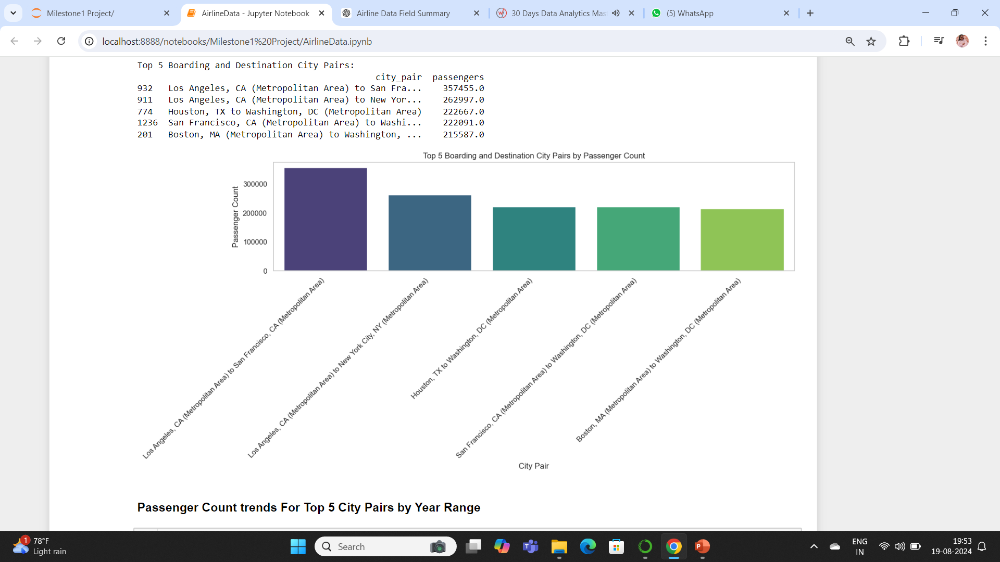 Milestone1 Project/
AirlineData - Jupyter Notebook
Airline Data Field Summary
30 Days Data Analytics Mas
(5) WhatsApp
localhost:8888/notebooks/Milestone1%20Project/AirlineData.ipynb
Top 5 Boarding and Destination City Pairs:
city_pair passengers
932 Los Angeles, CA (Metropolitan Area) to San Fra... 357455.0
911 Los Angeles, CA (Metropolitan Area) to New Yor... 262997.0
774 Houston, TX to Washington, DC (Metropolitan Area) 222667.0
1236 San Francisco, CA (Metropolitan Area) to Washi... 222091.0
201 Boston, MA (Metropolitan Area) to Washington, ... 215587.0
Top 5 Boarding and Destination City Pairs by Passenger Count
Passenger Count
300000
200000
100000
0
Los Angeles, CA (Metropolitan Area) to San Francisco, CA (Metropolitan Area)
Los Angeles, CA (Metropolitan Area) to New York City, NY (Metropolitan Area)
Houston, TX to Washington, DC (Metropolitan Area)
San Francisco, CA (Metropolitan Area) to Washington, DC (Metropolitan Area)
Boston, MA (Metropolitan Area) to Washington, DC (Metropolitan Area)
City Pair
Passenger Count trends For Top 5 City Pairs by Year Range
1
78°F
Light rain
Search
ENG
IN
19:53
19-08-2024